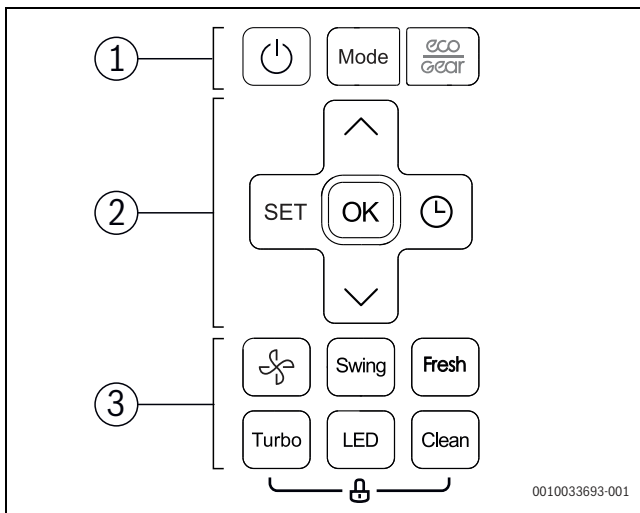 1
Mode
eco
Gear
2
SET
OK
3
Swing
Fresh
Turbo
LED
Clean
0010033693-001